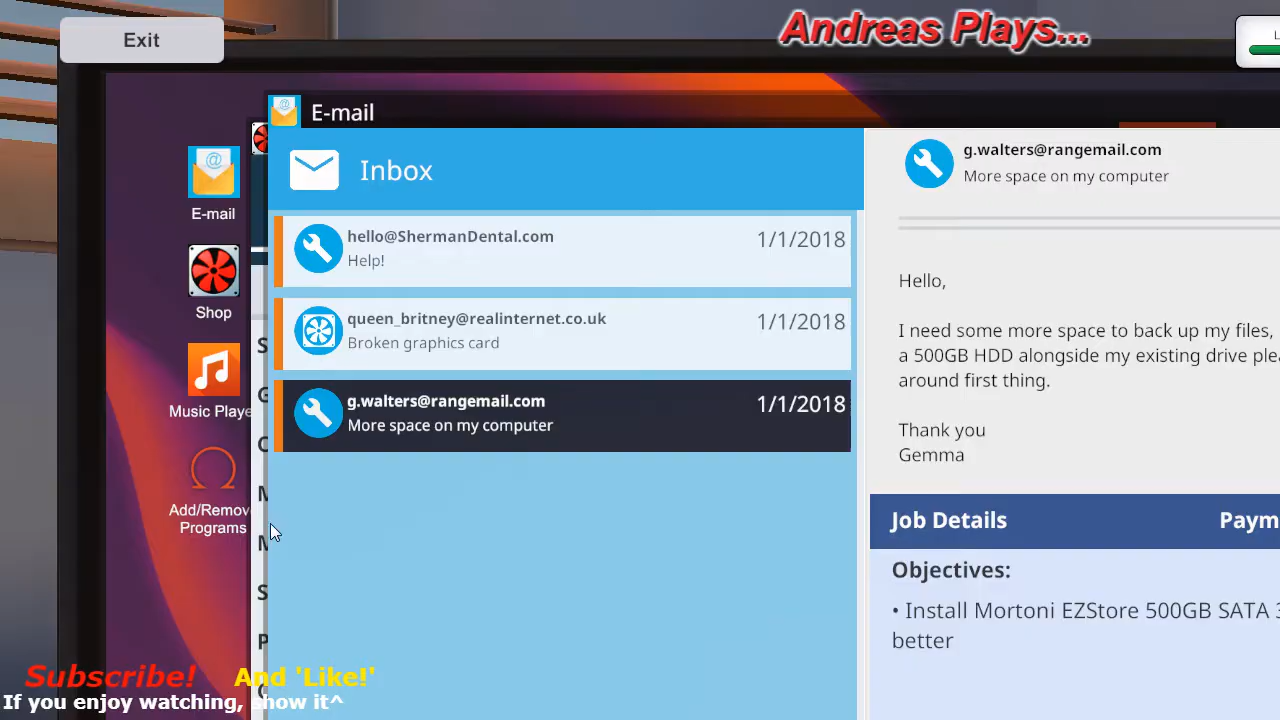 Exit
Andreas Plays...
E-mail
Inbox
hello@ShermanDental.com
1/1/2018
Help!
queen_britney@realinternet.co.uk
1/1/2018
Broken graphics card
g.walters@rangemail.com
1/1/2018
More space on my computer
g.walters@rangemail.com
More space on my computer
Hello,
I need some more space to back up my files,
a 500GB HDD alongside my existing drive
around first thing.
Thank you
Gemma
Job Details
Objectives:
• Install Mortoni EZStore 500GB SATA
better
E-mail
Shop
Music Playe
Add/Remov
Programs
Subscribe! And 'Like!'
If you enjoy watching, show it^